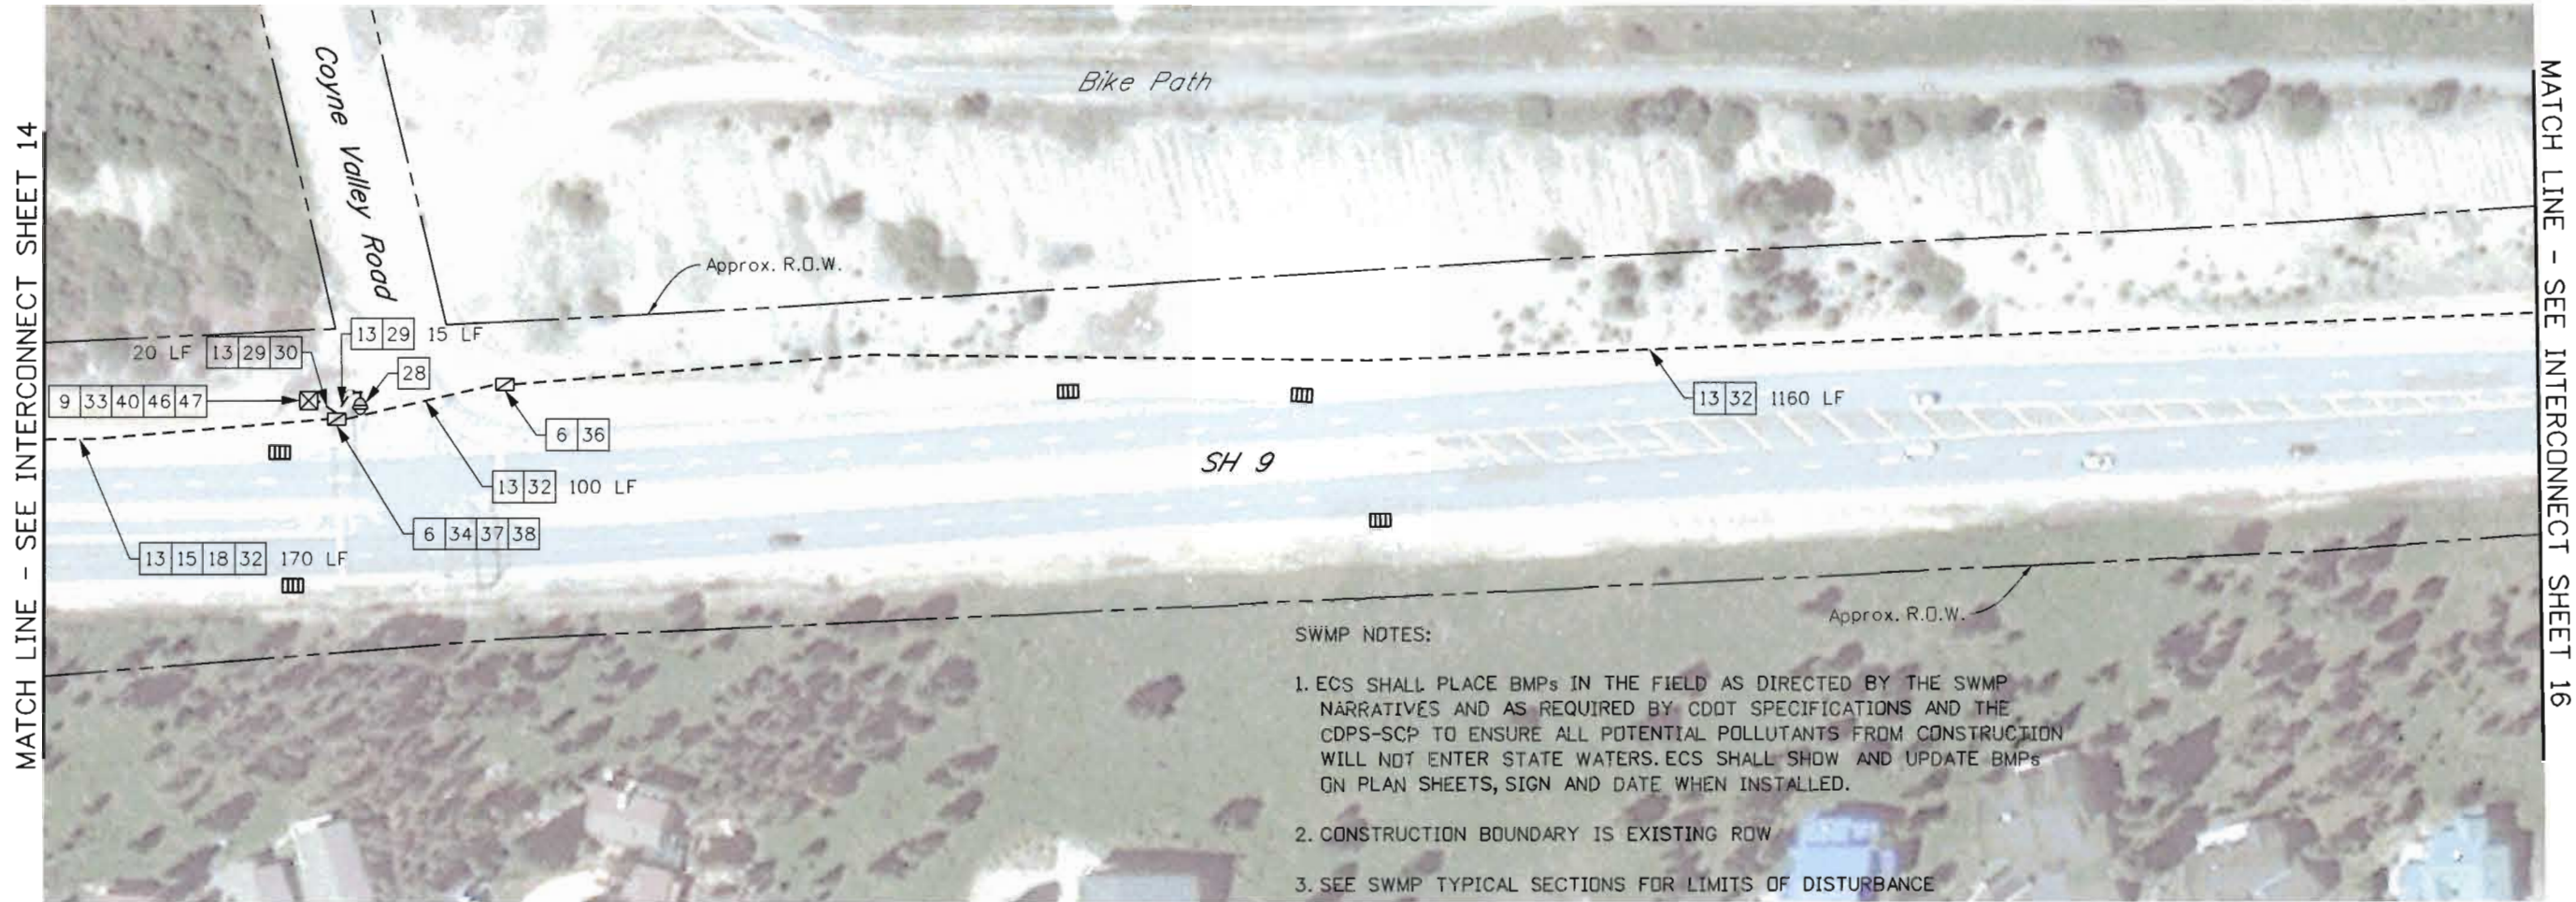 MATCH LINE - SEE INTERCONNECT SHEET 14
Coyne Valley Road
Bike Path
Approx. R.O.W.
20 LF 13 29 30
13 29 15 LF
28
9 33 40 46 47
6 36
13 32 1160 LF
SH 9
13 32 100 LF
6 34 37 38
13 15 18 32 170 LF
Approx. R.O.W.
SWMP NOTES:
1. ECS SHALL PLACE BMPs IN THE FIELD AS DIRECTED BY THE SWMP
NARRATIVES AND AS REQUIRED BY CDOT SPECIFICATIONS AND THE
CDPS-SCP TO ENSURE ALL POTENTIAL POLLUTANTS FROM CONSTRUCTION
WILL NOT ENTER STATE WATERS. ECS SHALL SHOW AND UPDATE BMPs
ON PLAN SHEETS, SIGN AND DATE WHEN INSTALLED.
2. CONSTRUCTION BOUNDARY IS EXISTING ROW
3. SEE SWMP TYPICAL SECTIONS FOR LIMITS OF DISTURBANCE
MATCH LINE - SEE INTERCONNECT SHEET 16